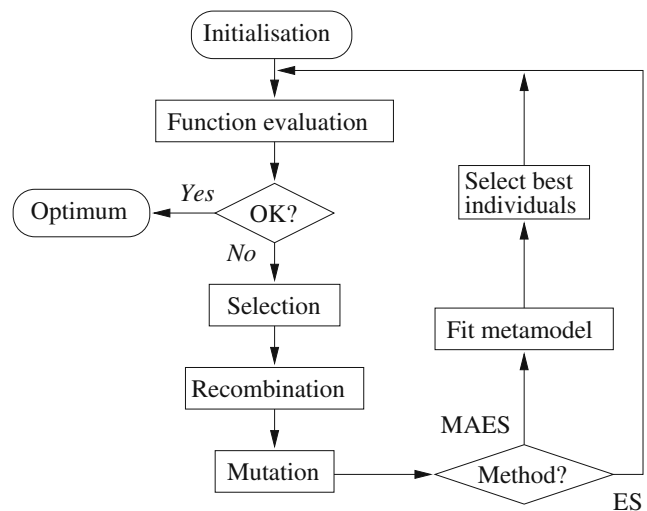 Initialisation
Function evaluation
Yes
Optimum
OK?
No
Selection
Recombination
Mutation
Method?
MAES
ES
Fit metamodel
Select best
individuals